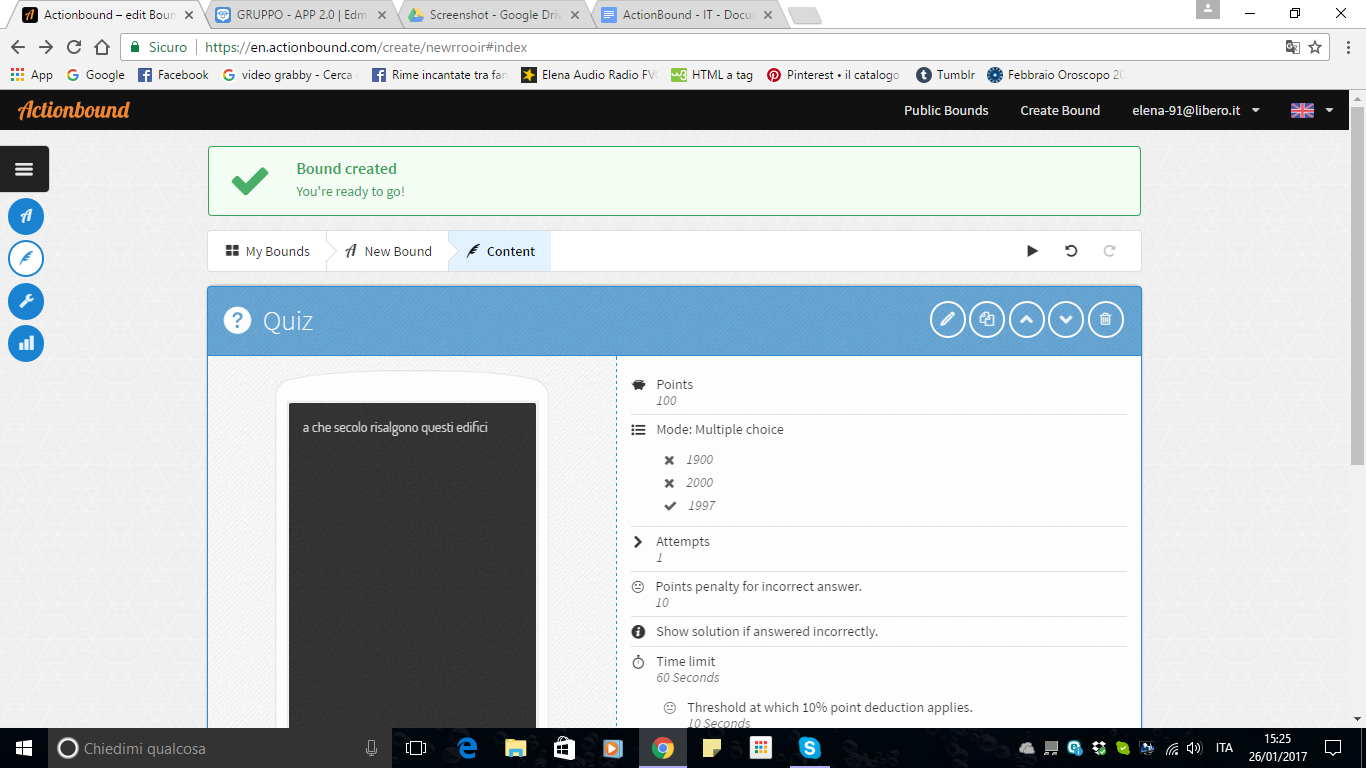 Actionbound – edit Boun
GRUPPO - APP 2.0 | Edm
Screenshot - Google Driv
ActionBound - IT - Docu
Sicuro
https://en.actionbound.com/create/newrrooir#index
App
Google
Facebook
video grabby - Cerca
Rime incantate tra fan
Elena Audio Radio FVG
HTML a tag
Pinterest • il catalogo
Tumblr
Febbraio Oroscopo 20
Actionbound
Public Bounds
Create Bound
elena-91@libero.it
Bound created
You're ready to go!
My Bounds
New Bound
Content
Quiz
a che secolo risalgono questi edifici
Points
100
Mode: Multiple choice
1900
2000
1997
Attempts
1
Points penalty for incorrect answer.
10
Show solution if answered incorrectly.
Time limit
60 Seconds
Threshold at which 10% point deduction applies.
10 Seconds
Chiedimi qualcosa
ITA
15:25
26/01/2017